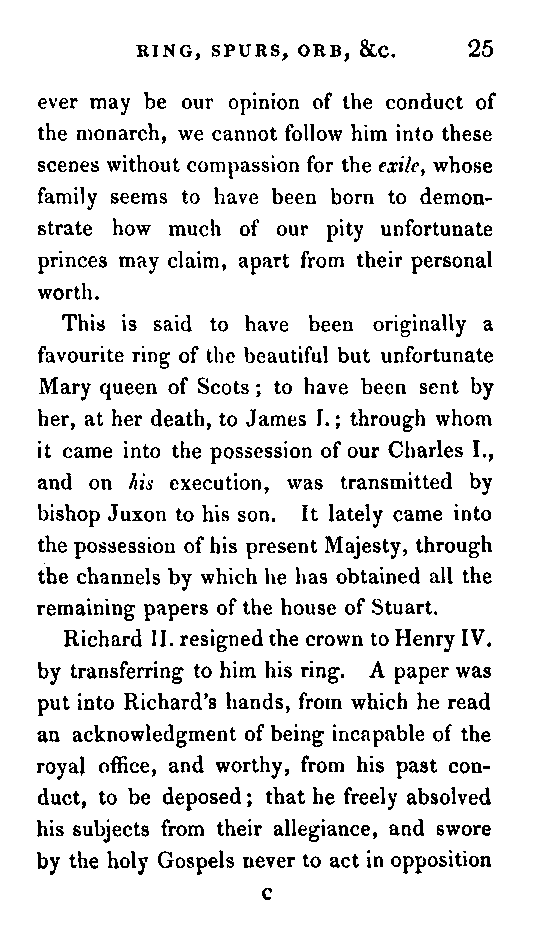 RING, SPURS, ORB, &c. 25
ever may be our opinion of the conduct of
the monarch, we cannot follow him into these
scenes without compassion for the exile, whose
family seems to have been born to demon-
strate how much of our pity unfortunate
princes may claim, apart from their personal
worth.
This is said to have been originally a
favourite ring of the beautiful but unfortunate
Mary queen of Scots; to have been sent by
her, at her death, to James I.; through whom
it came into the possession of our Charles I.,
and on his execution, was transmitted by
bishop Juxon to his son. It lately came into
the possession of his present Majesty, through
the channels by which he has obtained all the
remaining papers of the house of Stuart.
Richard II. resigned the crown to Henry IV.
by transferring to him his ring. A paper was
put into Richard's hands, from which he read
an acknowledgment of being incapable of the
royal office, and worthy, from his past con-
duct, to be deposed; that he freely absolved
his subjects from their allegiance, and swore
by the holy Gospels never to act in opposition
C